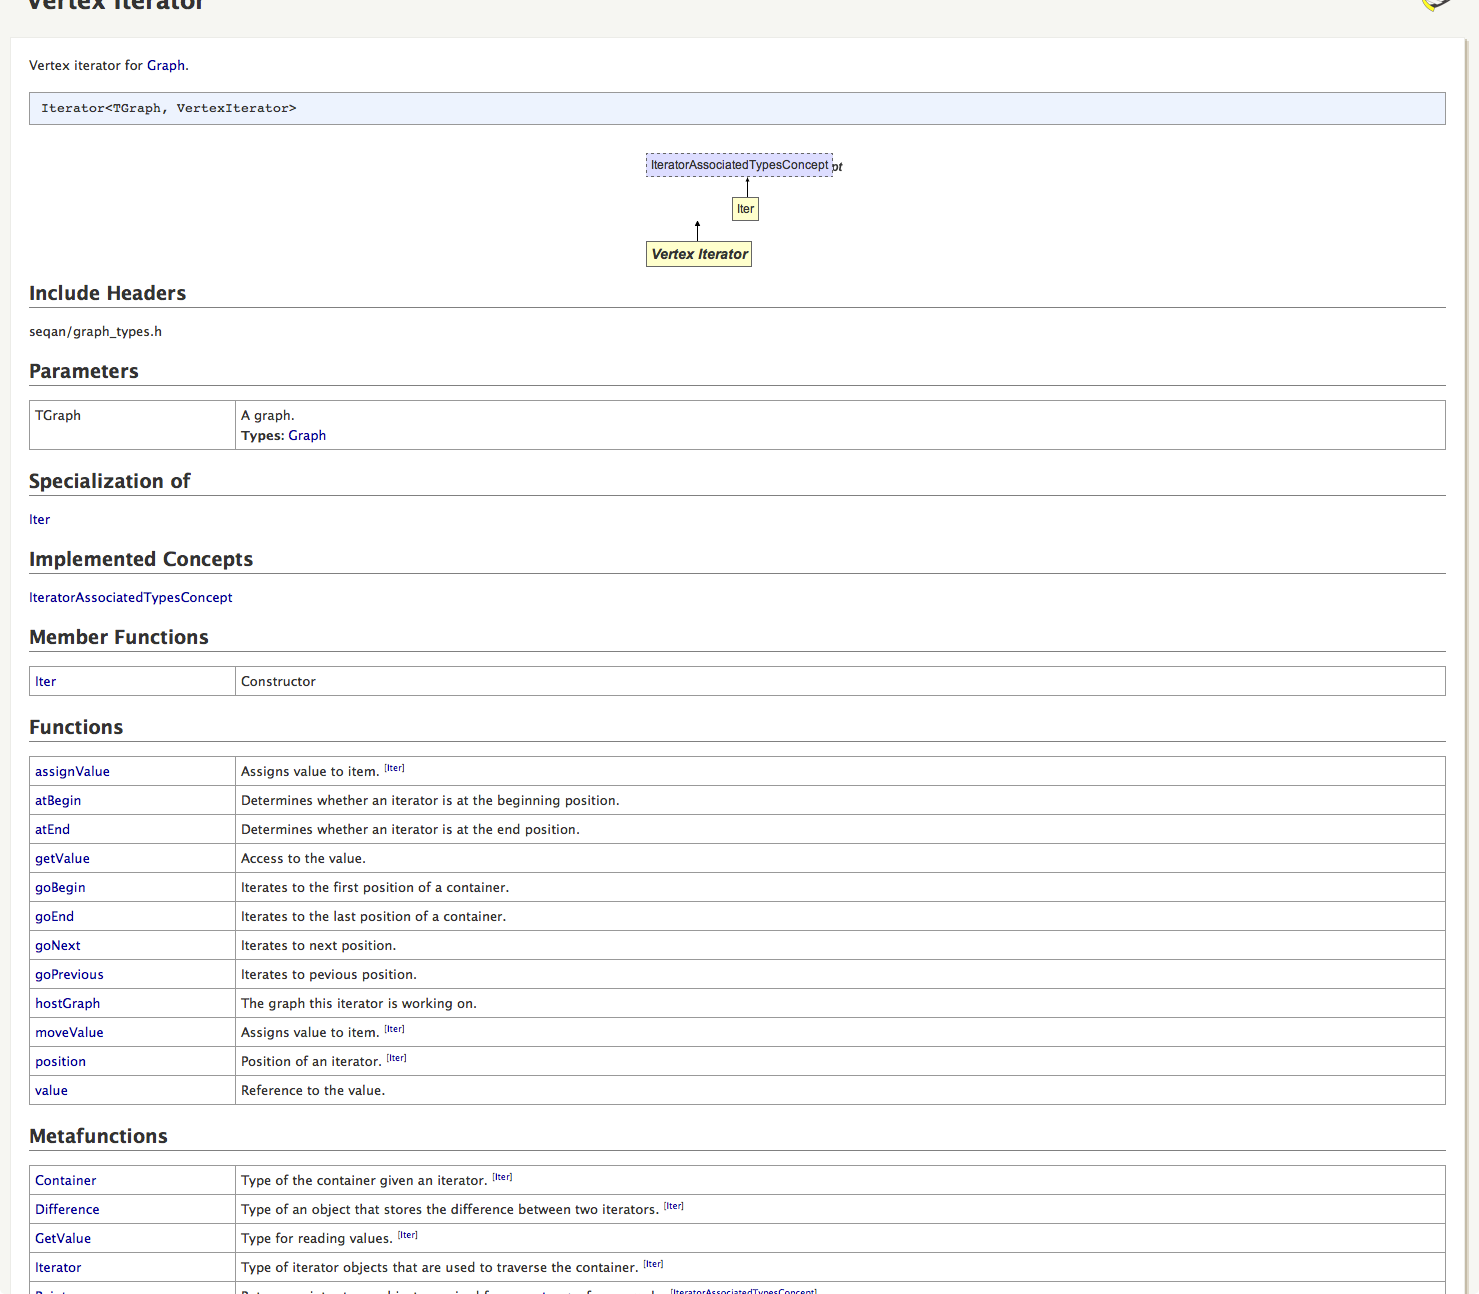 Vertex Iterator
Vertex iterator for Graph.
Iterator<TGraph, VertexIterator>
IteratorAssociatedTypesConcept pt
Iter
Vertex Iterator
Include Headers
seqan/graph_types.h
Parameters
TGraph A graph.
Types: Graph
Specialization of
Iter
Implemented Concepts
IteratorAssociatedTypesConcept
Member Functions
Iter Constructor
Functions
assignValue Assigns value to item. [Iter]
atBegin Determines whether an iterator is at the beginning position.
atEnd Determines whether an iterator is at the end position.
getValue Access to the value.
goBegin Iterates to the first position of a container.
goEnd Iterates to the last position of a container.
goNext Iterates to next position.
goPrevious Iterates to pevious position.
hostGraph The graph this iterator is working on.
moveValue Assigns value to item. [Iter]
position Position of an iterator. [Iter]
value Reference to the value.
Metafunctions
Container Type of the container given an iterator. [Iter]
Difference Type of an object that stores the difference between two iterators. [Iter]
GetValue Type for reading values. [Iter]
Iterator Type of iterator objects that are used to traverse the container. [Iter]
[IteratorAssociatedTypesConcept]